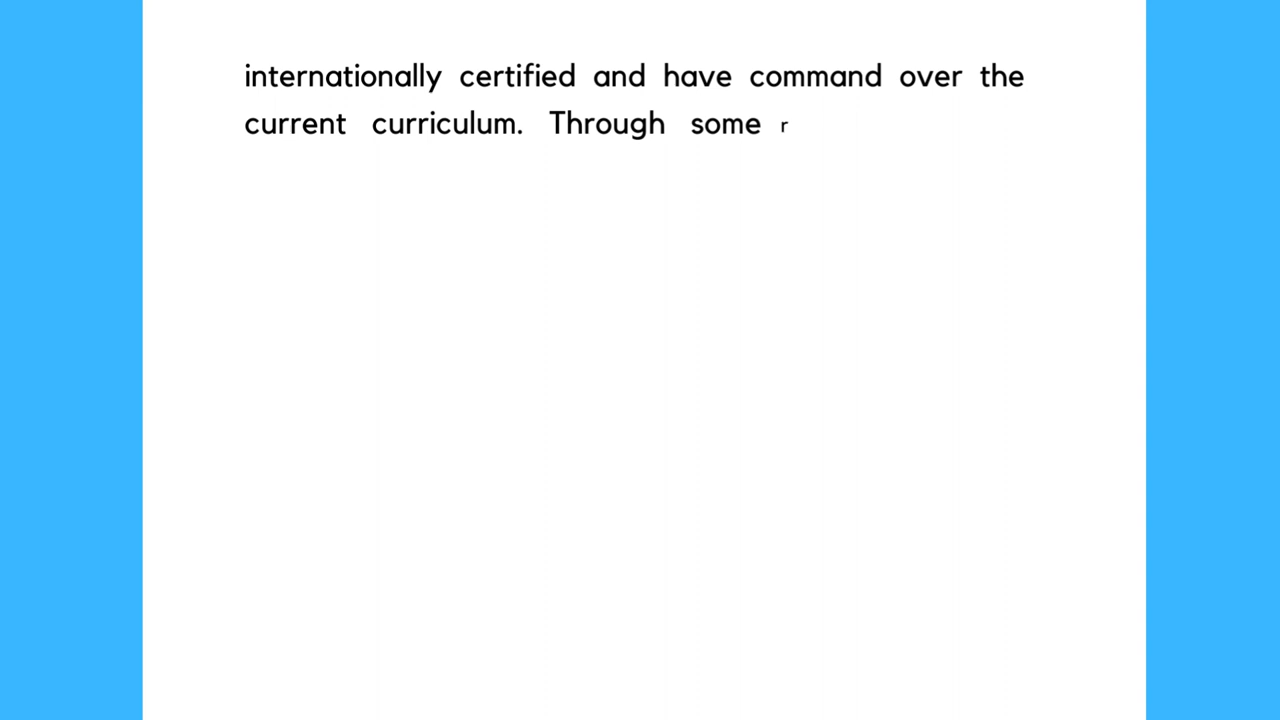 internationally certified and have command over the
current curriculum. Through some r